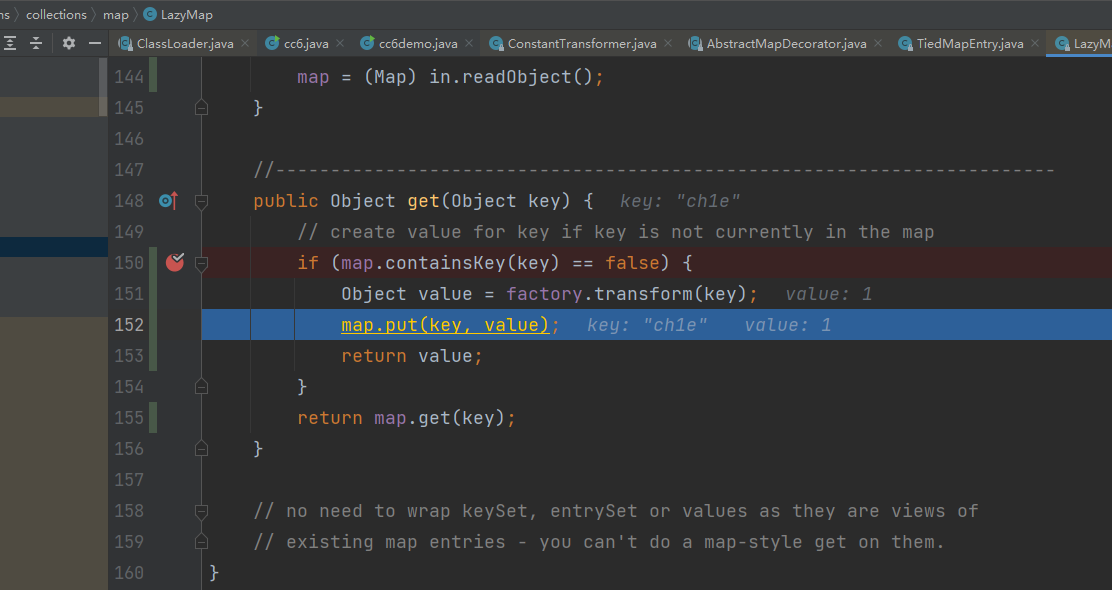 ns collections map LazyMap
ClassLoader.java cc6.java cc6demo.java ConstantTransformer.java AbstractMapDecorator.java TiedMapEntry.java LazyM
144 map = (Map) in.readObject();
145 }
146
147 //-----------------------------------------------------------------------
148 public Object get(Object key) { key: "ch1e"
149 // create value for key if key is not currently in the map
150 if (map.containsKey(key) == false) {
151 Object value = factory.transform(key); value: 1
152 map.put(key, value); key: "ch1e" value: 1
153 return value;
154 }
155 return map.get(key);
156 }
157
158 // no need to wrap keySet, entrySet or values as they are views of
159 // existing map entries - you can't do a map-style get on them.
160 }